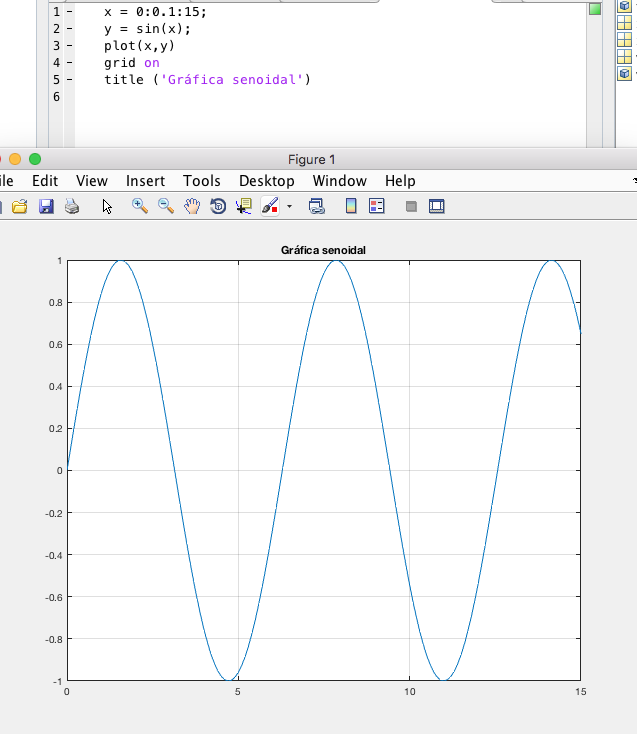 1 - x = 0:0.1:15;
2 - y = sin(x);
3 - plot(x,y)
4 - grid on
5 - title ('Gráfica senoidal')
6
Figure 1
ile Edit View Insert Tools Desktop Window Help
Gráfica senoidal
1
0.8
0.6
0.4
0.2
0
-0.2
-0.4
-0.6
-0.8
-1
0 5 10 15